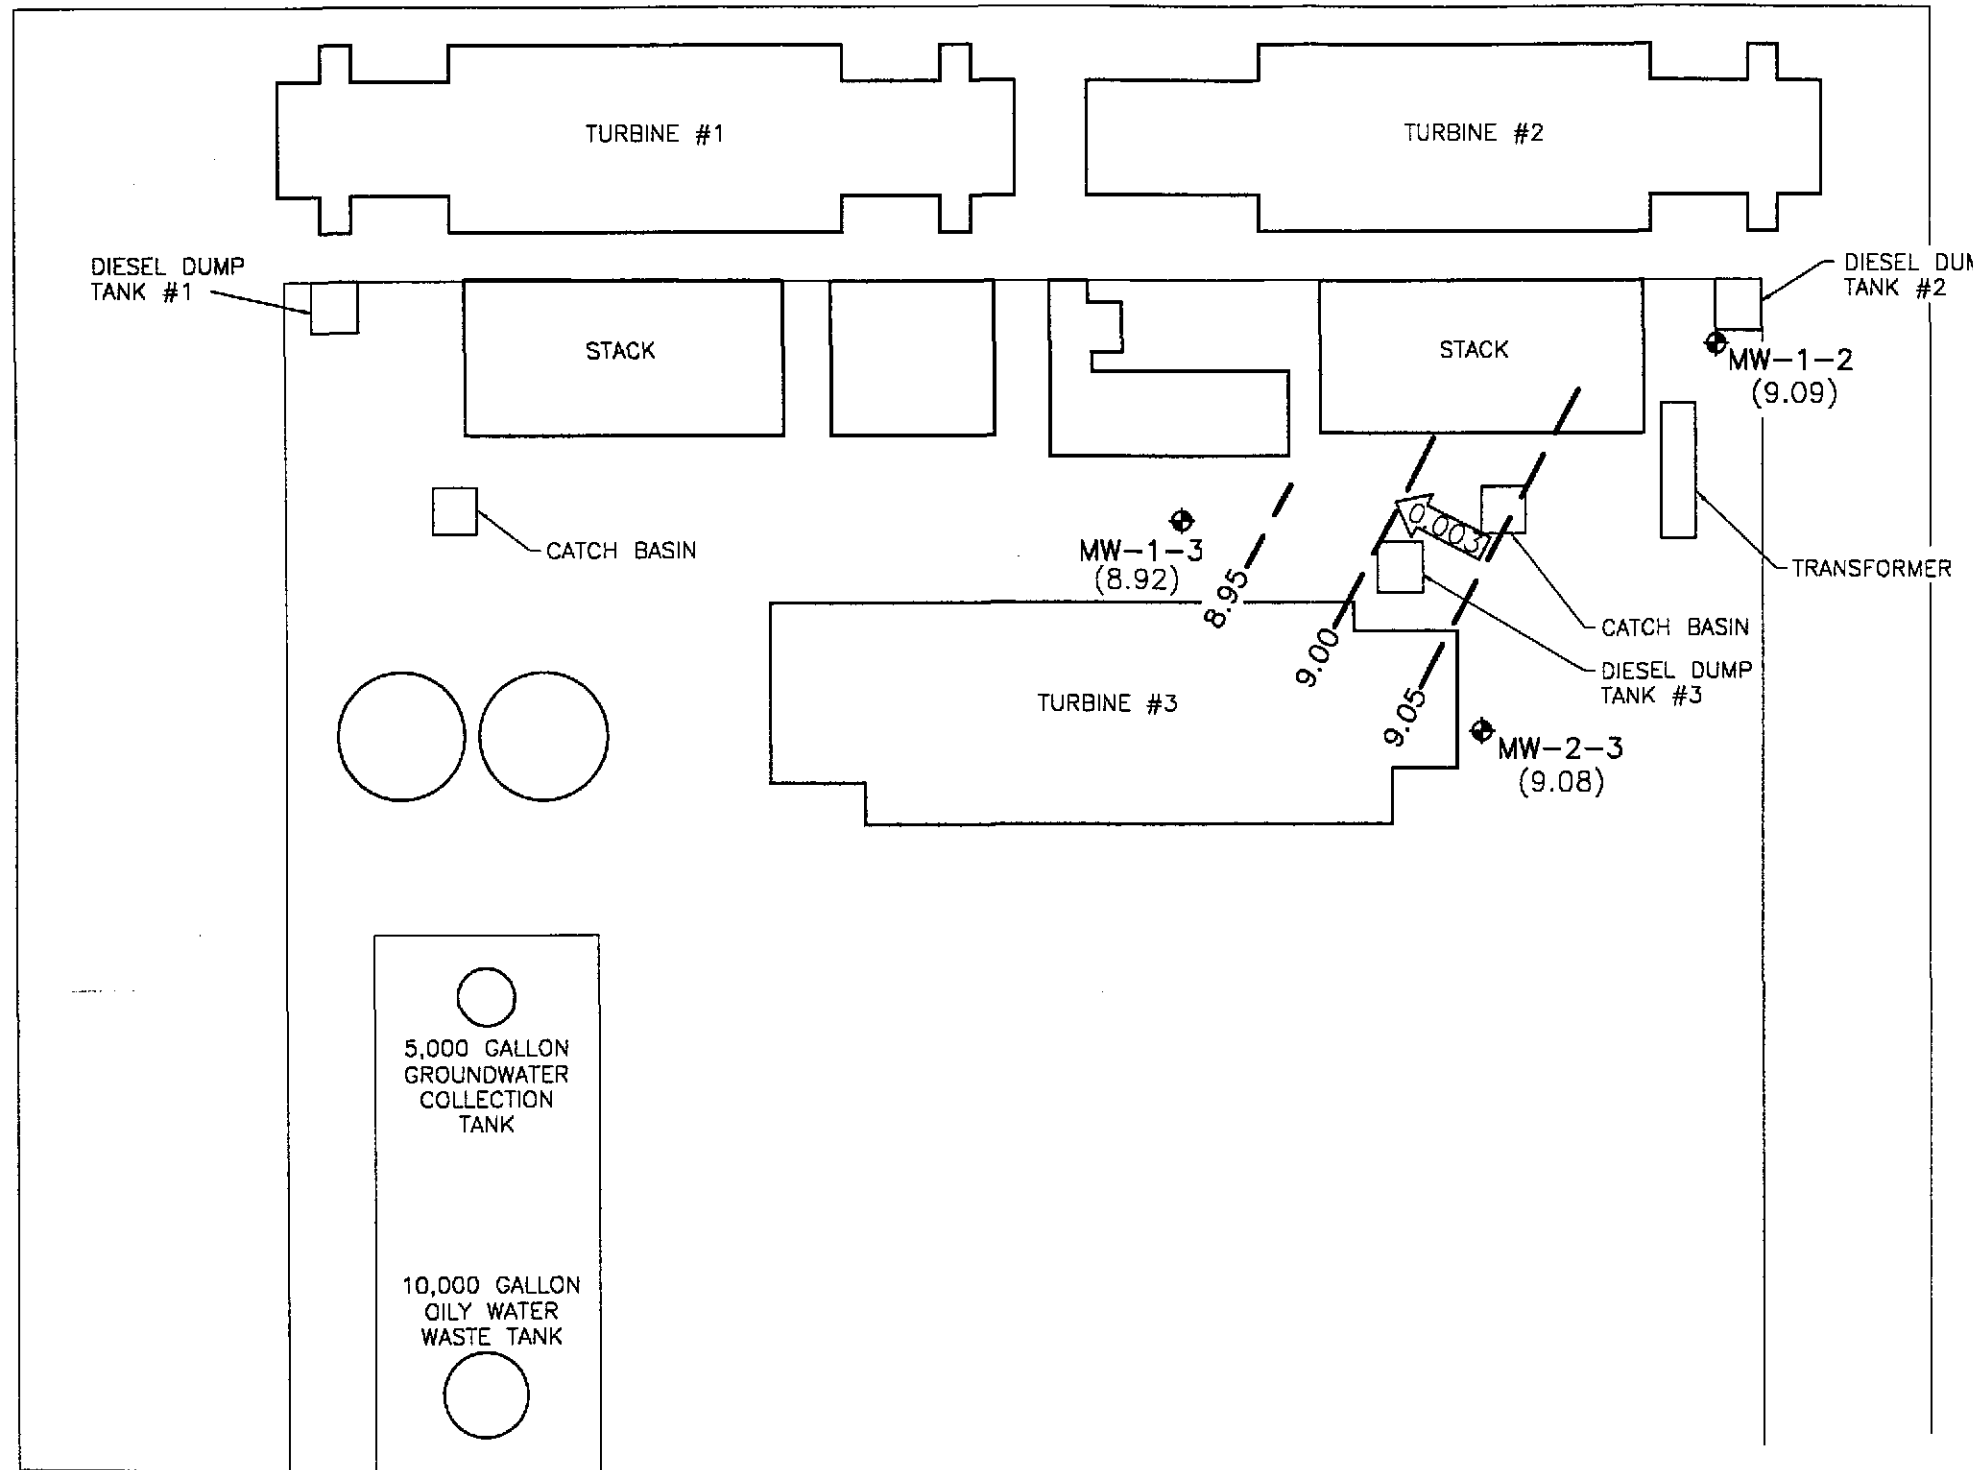 TURBINE #1
TURBINE #2
DIESEL DUMP
TANK #1
DIESEL DUM
TANK #2
STACK
STACK
MW-1-2
(9.09)
CATCH BASIN
MW-1-3
(8.92)
8.95
0.003
TRANSFORMER
9.00
CATCH BASIN
DIESEL DUMP
TANK #3
9.05
TURBINE #3
MW-2-3
(9.08)
5,000 GALLON
GROUNDWATER
COLLECTION
TANK
10,000 GALLON
OILY WATER
WASTE TANK